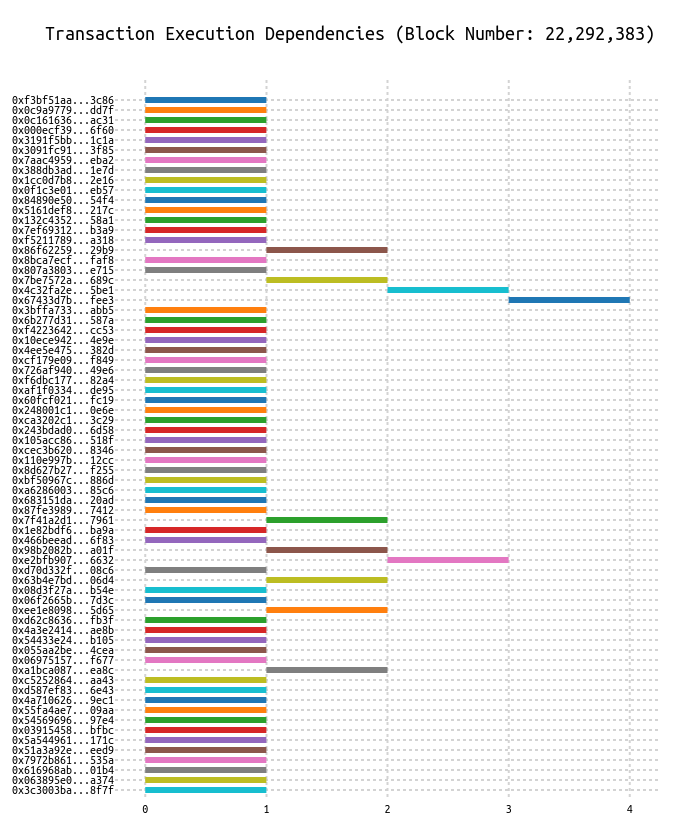 Transaction Execution Dependencies (Block Number: 22,292,383)
0xf3bf51aa...3c86
0x0c9a9779...dd7f
0x0c161636...ac31
0x000ecf39...6f60
0x3191f5bb...1c1a
0x3091fc91...3f85
0x7aac4959...eba2
0x388db3ad...1e7d
0x1cc0d7b8...2e16
0x0f1c3e01...eb57
0x84890e50...54f4
0x5161def8...217c
0x132c4352...58a1
0x7ef69312...b3a9
0xf5211789...a318
0x86f62259...29b9
0x8bca7ecf...faf8
0x807a3803...e715
0x7be7572a...689c
0x4c32fa2e...5be1
0x67433d7b...fee3
0x3bffa733...abb5
0x6b277d31...587a
0xf4223642...cc53
0x10ece942...4e9e
0x4ee5e475...382d
0xcf179e09...f849
0x726af940...49e6
0xf6dbc177...82a4
0xaf1f0334...de95
0x60fcf021...fc19
0x248001c1...0e6e
0xca3202c1...3c29
0x243bdad0...6d58
0x105acc86...518f
0xcec3b620...8346
0x110e997b...12cc
0x8d627b27...f255
0xbf50967c...886d
0xa6286003...85c6
0x683151da...20ad
0x87fe3989...7412
0x7f41a2d1...7961
0x1e82bdf6...ba9a
0x466beead...6f83
0x98b2082b...a01f
0xe2bfb907...6632
0xd70d332f...08c6
0x63b4e7bd...06d4
0x08d3f27a...b54e
0x06f2665b...7d3c
0xee1e8098...5d65
0xd62c8636...fb3f
0x4a3e2414...ae8b
0x54433e24...b105
0x055aa2be...4cea
0x06975157...f677
0xa1bca087...ea8c
0xc5252864...aa43
0xd587ef83...6e43
0x4a710626...9ec1
0x55fa4ae7...09aa
0x54569696...97e4
0x03915458...bfbc
0x5a544961...171c
0x51a3a92e...eed9
0x7972b861...535a
0x616968ab...01b4
0x063895e0...a374
0x3c3003ba...8f7f
0 1 2 3 4